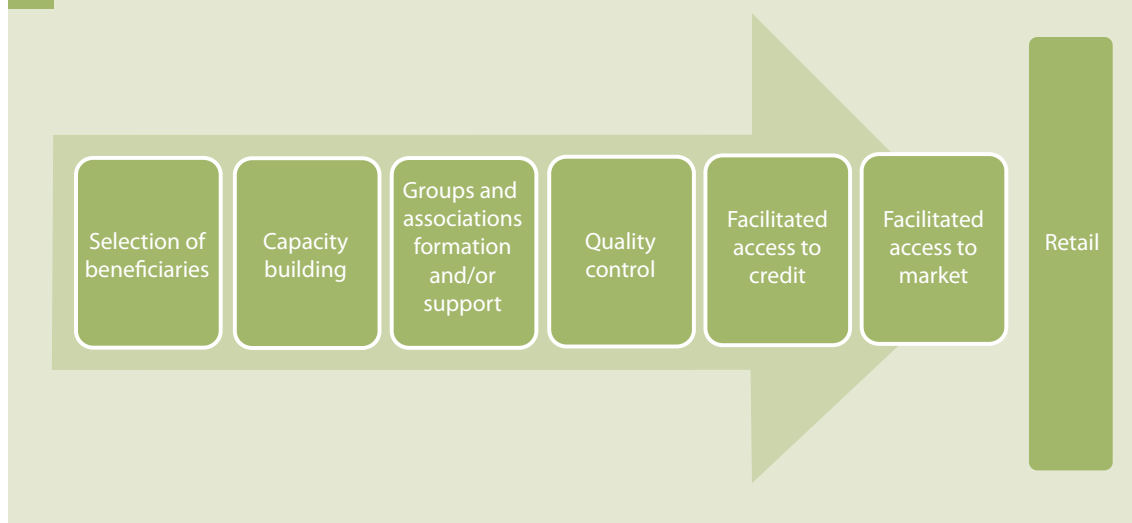 Selection of
beneficiaries
Capacity
building
Groups and
associations
formation
and/or
support
Quality
control
Facilitated
access to
credit
Facilitated
access to
market
Retail